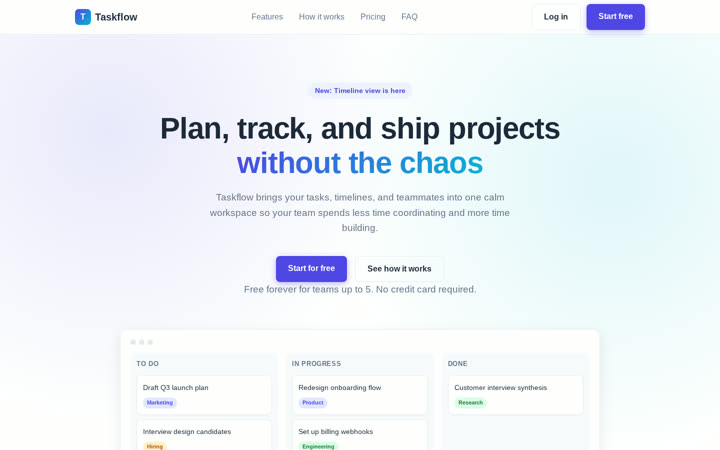 T Taskflow
Features How it works Pricing FAQ
Log in Start free
New: Timeline view is here
Plan, track, and ship projects
without the chaos
Taskflow brings your tasks, timelines, and teammates into one calm
workspace so your team spends less time coordinating and more time
building.
Start for free See how it works
Free forever for teams up to 5. No credit card required.
TO DO
Draft Q3 launch plan
Marketing
Interview design candidates
Hiring
IN PROGRESS
Redesign onboarding flow
Product
Set up billing webhooks
Engineering
DONE
Customer interview synthesis
Research